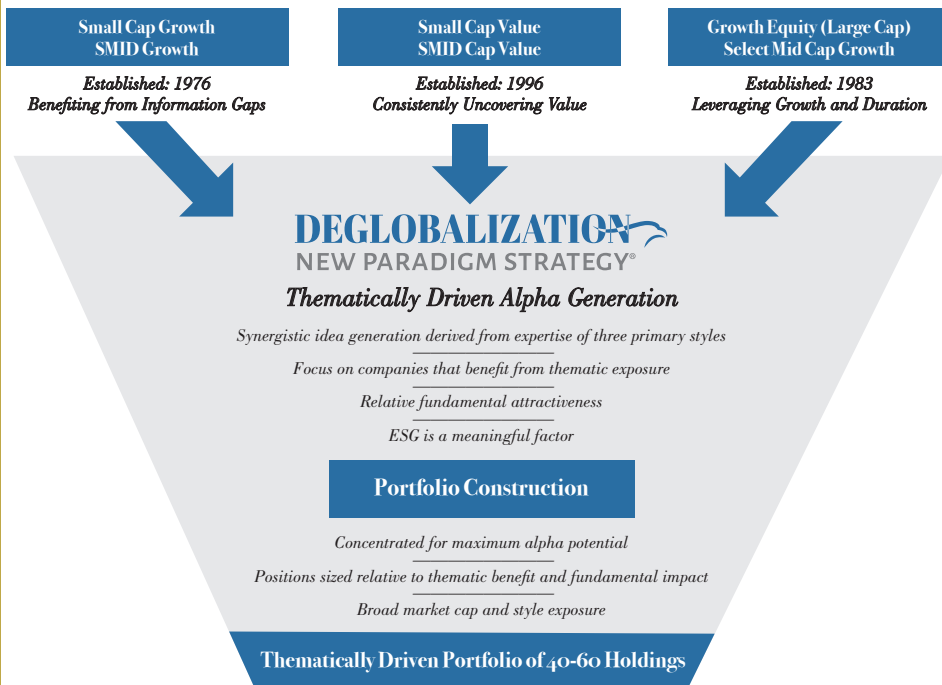 Small Cap Growth
SMID Growth
Established: 1976
Benefiting from Information Gaps
Small Cap Value
SMID Cap Value
Established: 1996
Consistently Uncovering Value
Growth Equity (Large Cap)
Select Mid Cap Growth
Established: 1983
Leveraging Growth and Duration
DEGLOBALIZATION
NEW PARADIGM STRATEGY®
Thematically Driven Alpha Generation
Synergistic idea generation derived from expertise of three primary styles
Focus on companies that benefit from thematic exposure
Relative fundamental attractiveness
ESG is a meaningful factor
Portfolio Construction
Concentrated for maximum alpha potential
Positions sized relative to thematic benefit and fundamental impact
Broad market cap and style exposure
Thematically Driven Portfolio of 40-60 Holdings